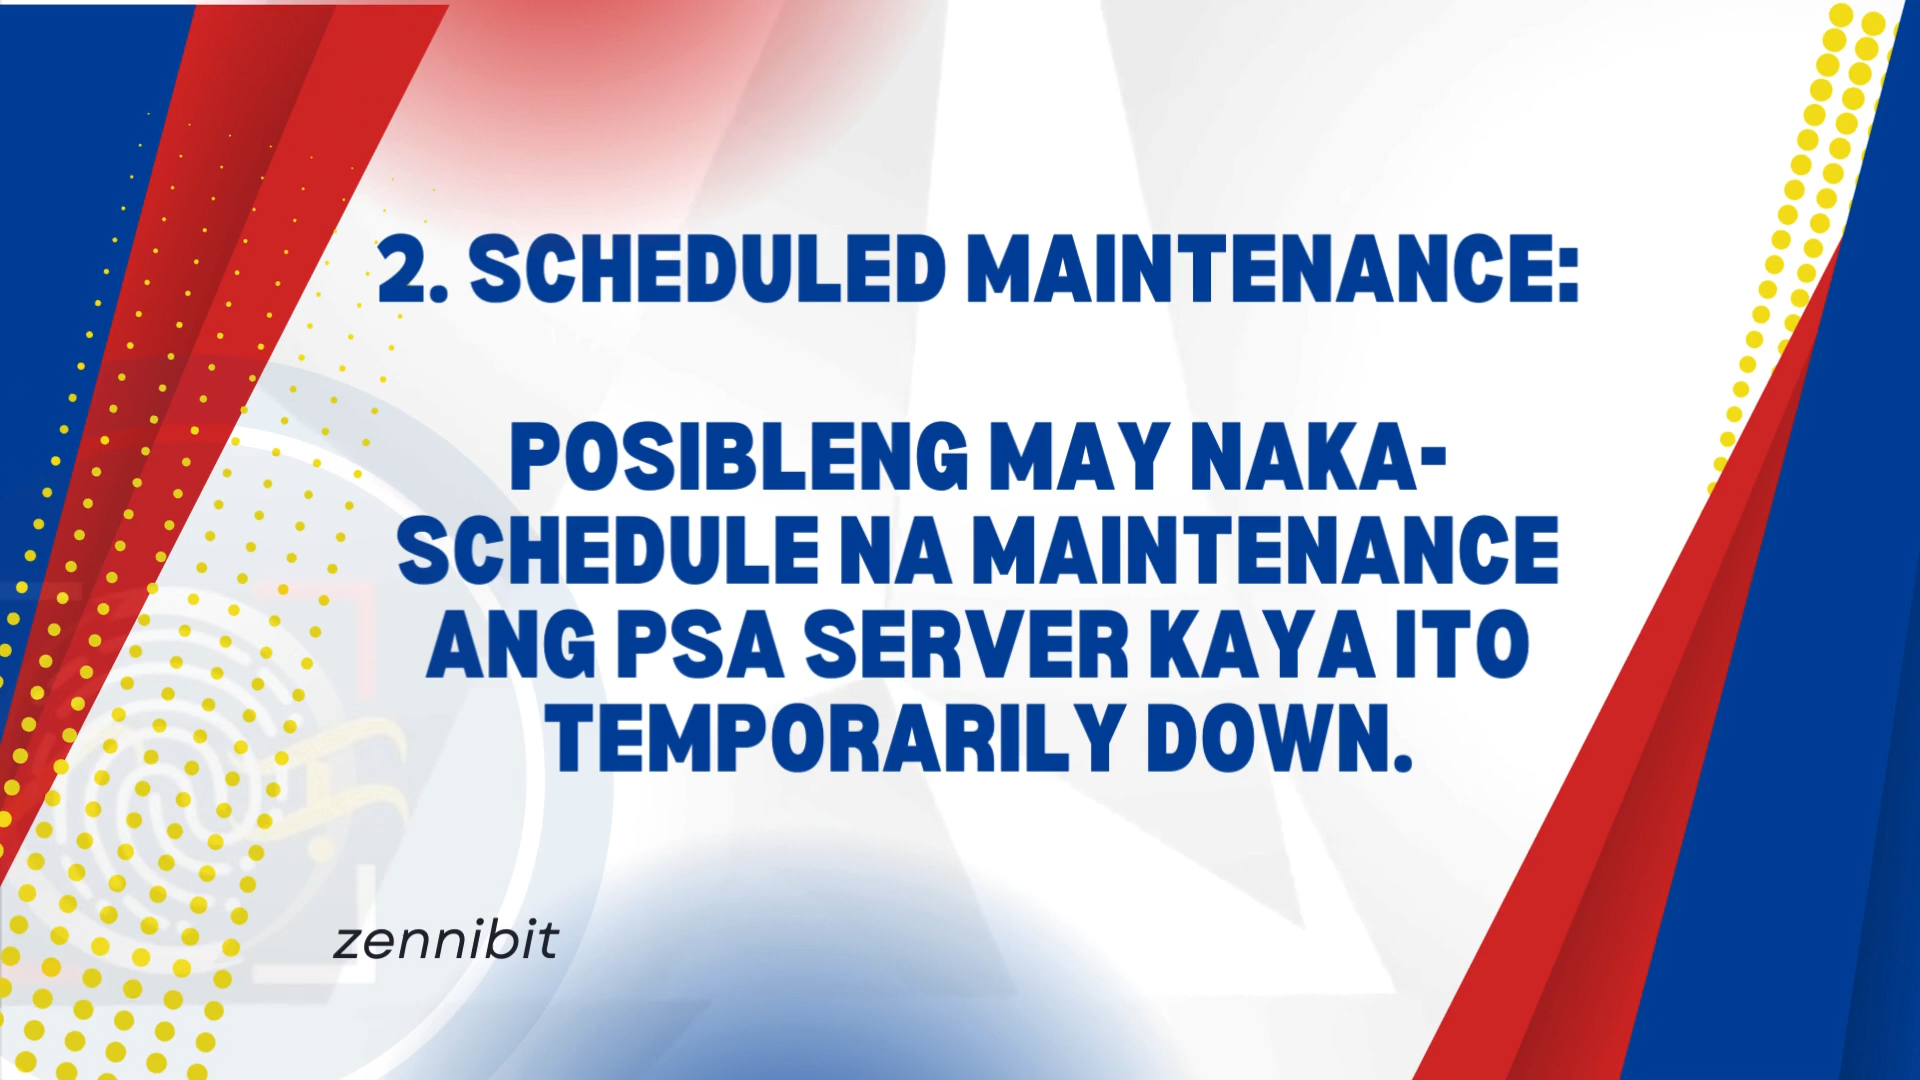 2. SCHEDULED MAINTENANCE:
POSIBLENG MAY NAKA-
SCHEDULE NA MAINTENANCE
ANG PSA SERVER KAYA ITO
TEMPORARILY DOWN.
zennibit